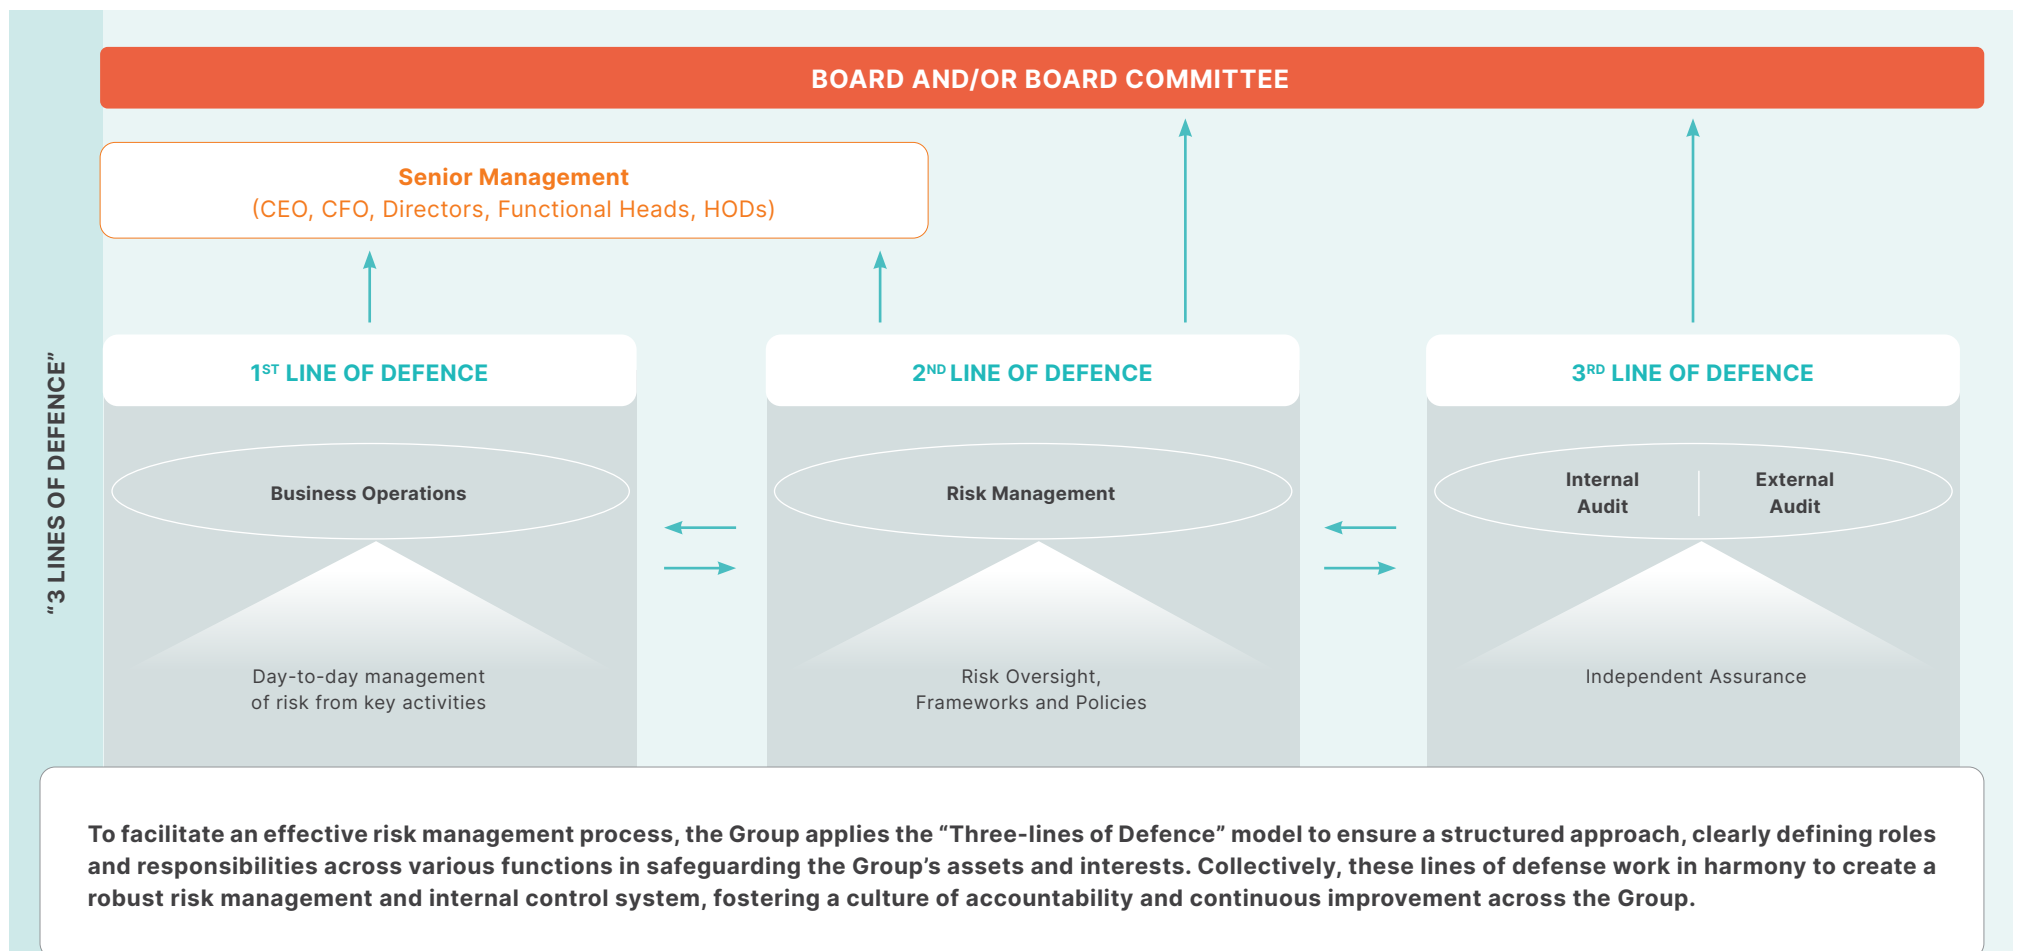 BOARD AND/OR BOARD COMMITTEE
Senior Management
(CEO, CFO, Directors, Functional Heads, HODs)
“3 LINES OF DEFENCE”
1ST LINE OF DEFENCE
Business Operations
Day-to-day management
of risk from key activities
2ND LINE OF DEFENCE
Risk Management
Risk Oversight,
Frameworks and Policies
3RD LINE OF DEFENCE
Internal
Audit
External
Audit
Independent Assurance
To facilitate an effective risk management process, the Group applies the “Three-lines of Defence” model to ensure a structured approach, clearly defining roles
and responsibilities across various functions in safeguarding the Group’s assets and interests. Collectively, these lines of defense work in harmony to create a
robust risk management and internal control system, fostering a culture of accountability and continuous improvement across the Group.